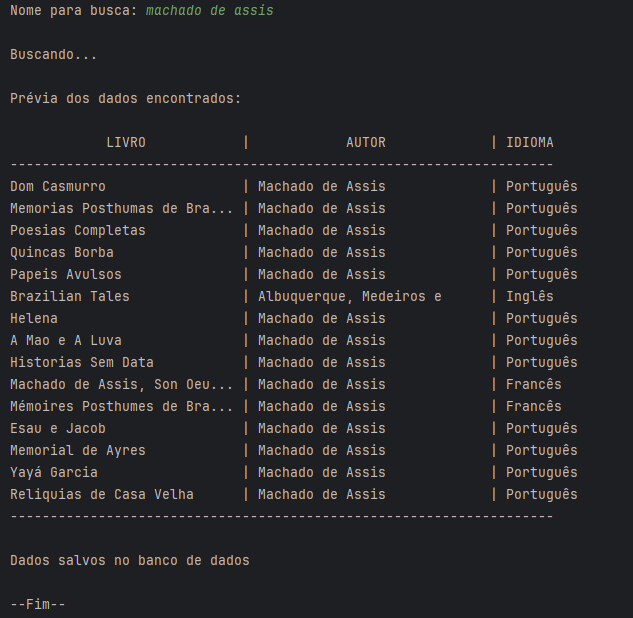 Nome para busca: machado de assis
Buscando...
Prévia dos dados encontrados:
LIVRO | AUTOR | IDIOMA
--------------------------------------------------------------------
Dom Casmurro | Machado de Assis | Português
Memorias Posthumas de Bra... | Machado de Assis | Português
Poesias Completas | Machado de Assis | Português
Quincas Borba | Machado de Assis | Português
Papeis Avulsos | Machado de Assis | Português
Brazilian Tales | Albuquerque, Medeiros e | Inglês
Helena | Machado de Assis | Português
A Mao e A Luva | Machado de Assis | Português
Historias Sem Data | Machado de Assis | Português
Machado de Assis, Son Oeu... | Machado de Assis | Francês
Mémoires Posthumes de Bra... | Machado de Assis | Francês
Esau e Jacob | Machado de Assis | Português
Memorial de Ayres | Machado de Assis | Português
Yayá Garcia | Machado de Assis | Português
Reliquias de Casa Velha | Machado de Assis | Português
--------------------------------------------------------------------
Dados salvos no banco de dados
--Fim--